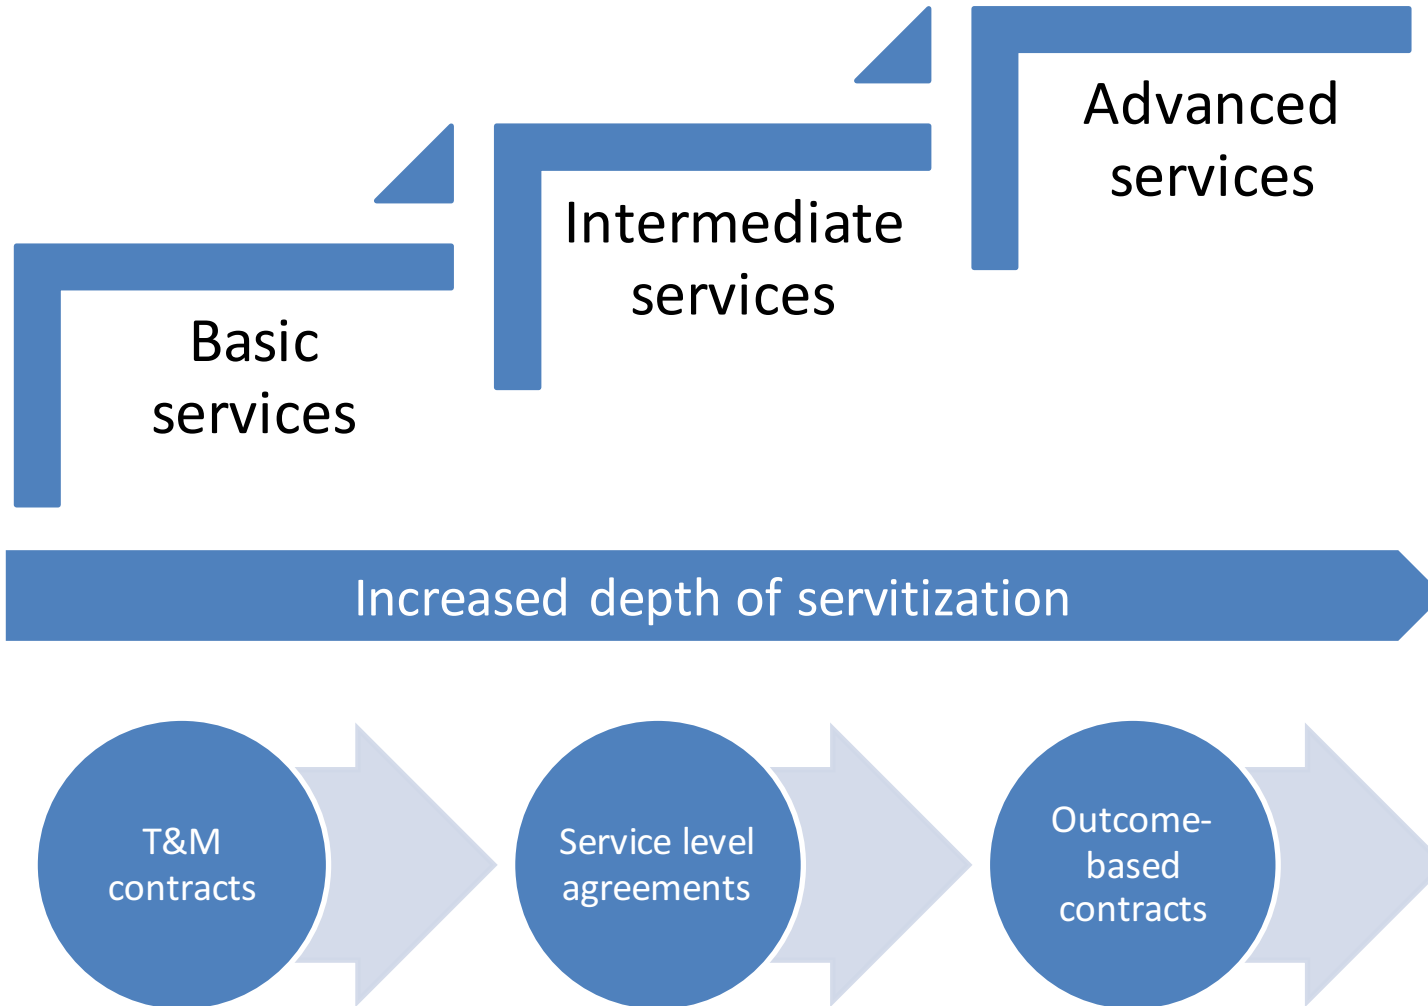 Basic
services
Intermediate
services
Advanced
services
Increased depth of servitization
T&M
contracts
Service level
agreements
Outcome-
based
contracts